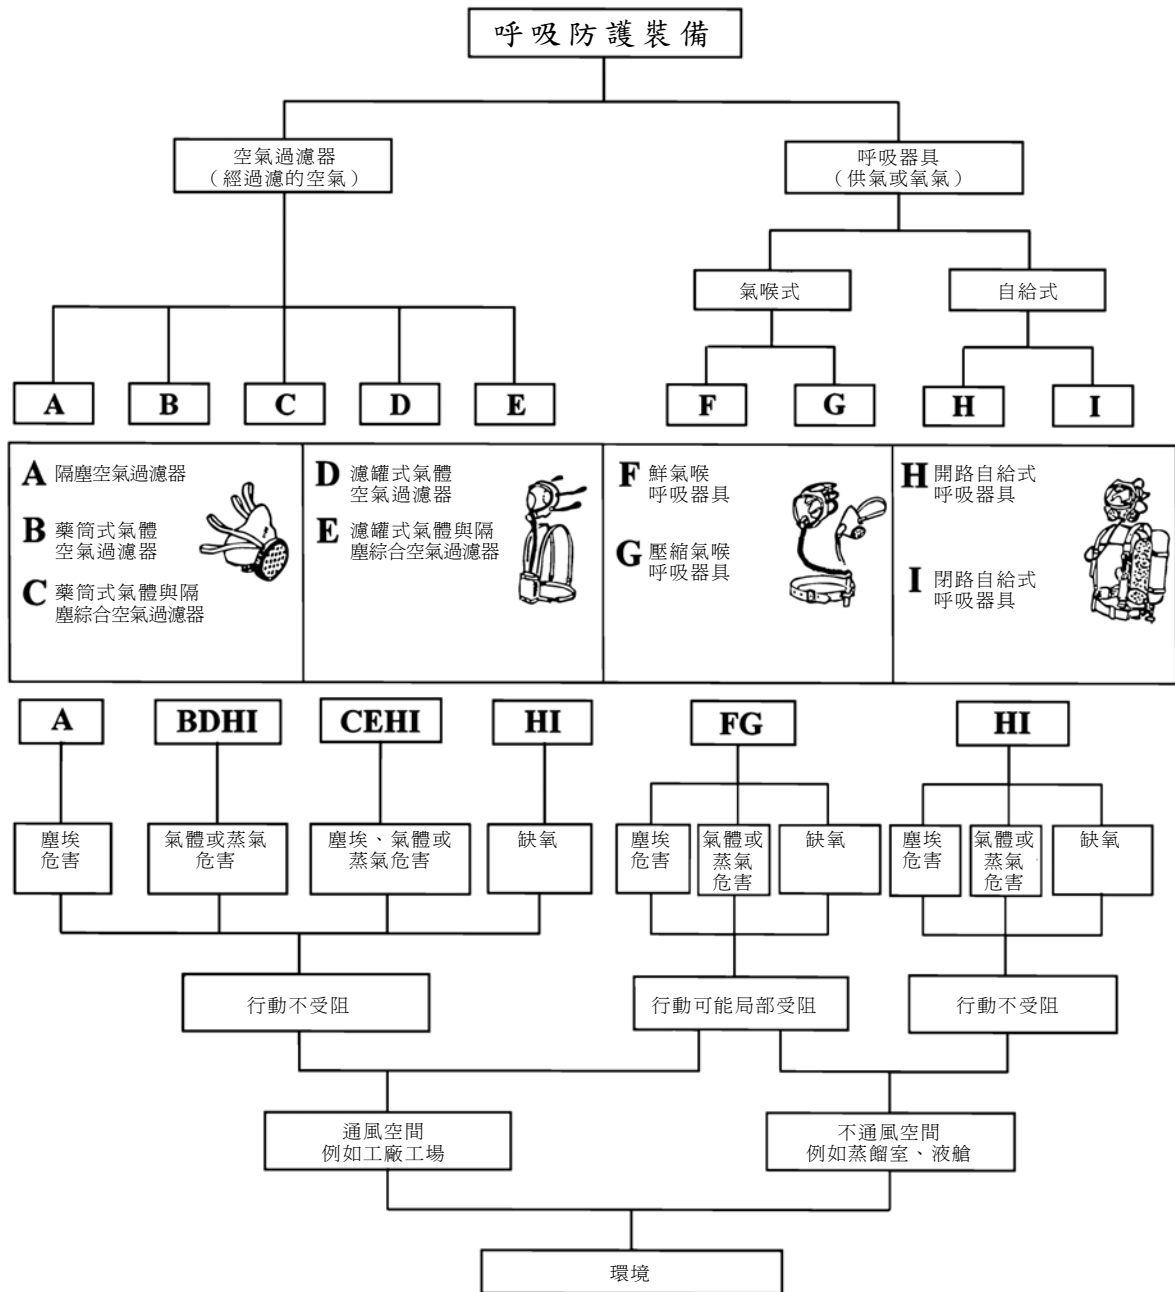 呼吸防護裝備
空氣過濾器
（經過濾的空氣）
呼吸器具
（供氣或氧氣）
氣喉式
自給式
A
B
C
D
E
F
G
H
I
A 隔塵空氣過濾器
B 藥筒式氣體
空氣過濾器
C 藥筒式氣體與隔
塵綜合空氣過濾器
D 濾罐式氣體
空氣過濾器
E 濾罐式氣體與隔
塵綜合空氣過濾器
F 鮮氣喉
呼吸器具
G 壓縮氣喉
呼吸器具
H 開路自給式
呼吸器具
I 閉路自給式
呼吸器具
A
BDHI
CEHI
HI
FG
HI
塵埃
危害
氣體或蒸氣
危害
塵埃、氣體或
蒸氣危害
缺氧
塵埃
危害
氣體或
蒸氣
危害
缺氧
塵埃
危害
氣體或
蒸氣
危害
缺氧
行動不受阻
行動可能局部受阻
行動不受阻
通風空間
例如工廠工場
不通風空間
例如蒸餾室、液艙
環境